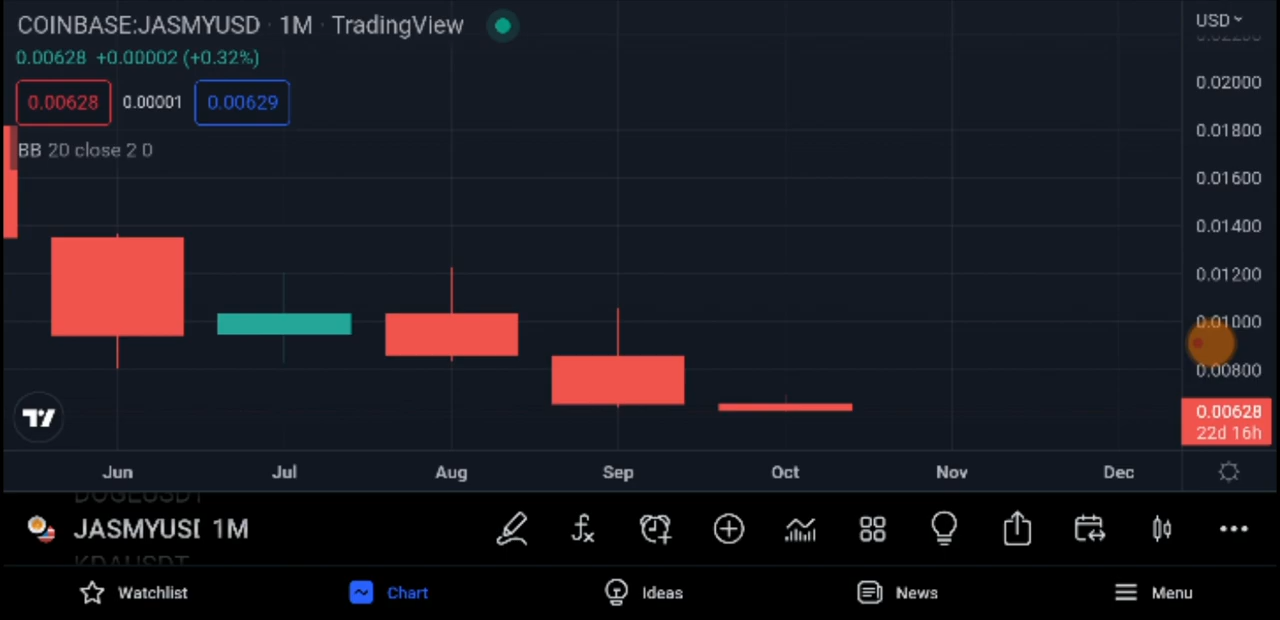 COINBASE:JASMYUSD · 1M · TradingView
USD
0.00628 +0.00002 (+0.32%)
0.00628 0.00001 0.00629
BB 20 close 2 0
0.02000
0.01800
0.01600
0.01400
0.01200
0.01000
0.00800
0.00628
22d 16h
Jun Jul Aug Sep Oct Nov Dec
DOGEUSDT
JASMYUSI 1M
Watchlist Chart Ideas News Menu